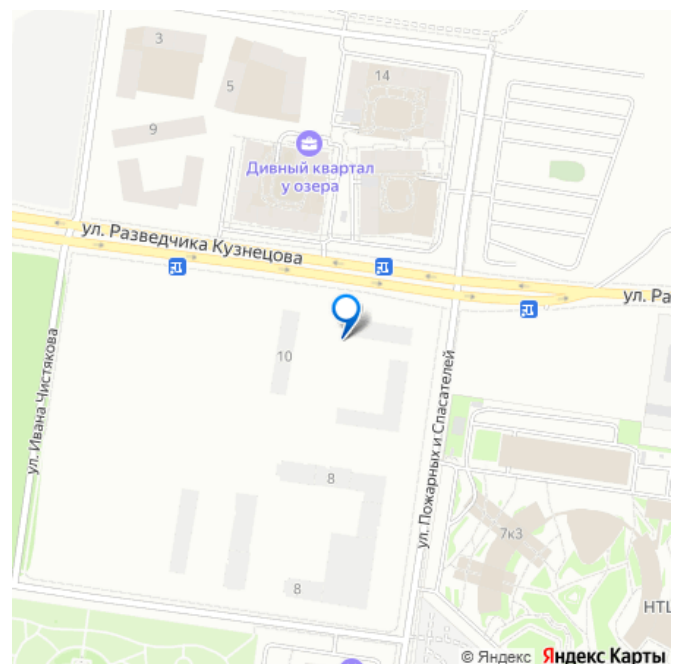 3
5
14
9
Дивный квартал
у озера
ул. Разведчика Кузнецова
ул. Ра
10
ул. Ивана Чистякова
ул. Пожарных и Спасателей
8
7к3
8
НТЦ
© Яндекс Яндекс Карты